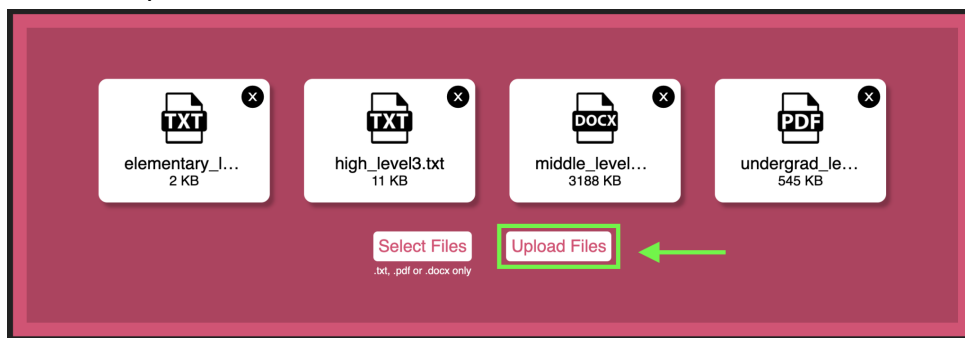 X X X X
TXT TXT DOCX PDF
elementary_l... high_level3.txt middle_level... undergrad_le...
2 KB 11 KB 3188 KB 545 KB
Select Files Upload Files
.txt, .pdf or .docx only